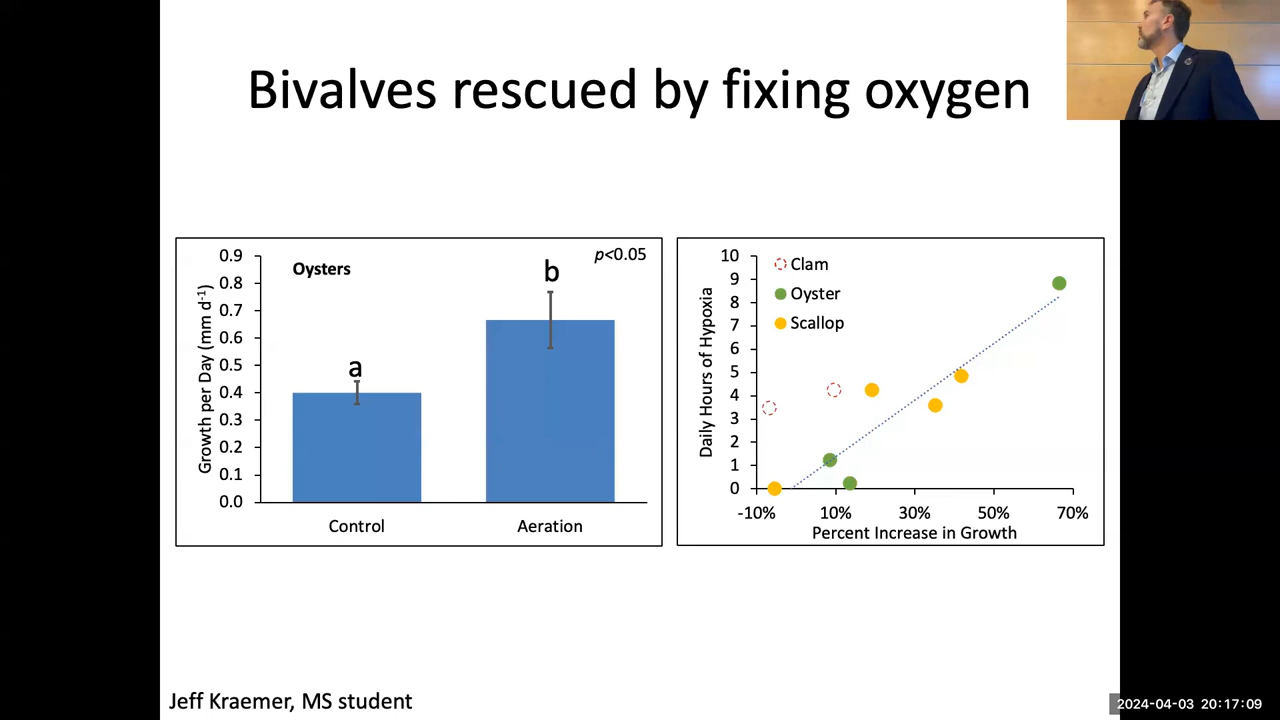 Bivalves rescued by fixing oxygen
0.9
0.8
0.7
0.6
0.5
0.4
0.3
0.2
0.1
0.0
Growth per Day (mm d-1)
Oysters
p<0.05
a
b
Control
Aeration
10
9
8
7
6
5
4
3
2
1
0
Daily Hours of Hypoxia
Clam
Oyster
Scallop
-10%
10%
30%
50%
70%
Percent Increase in Growth
Jeff Kraemer, MS student
2024-04-03 20:17:09